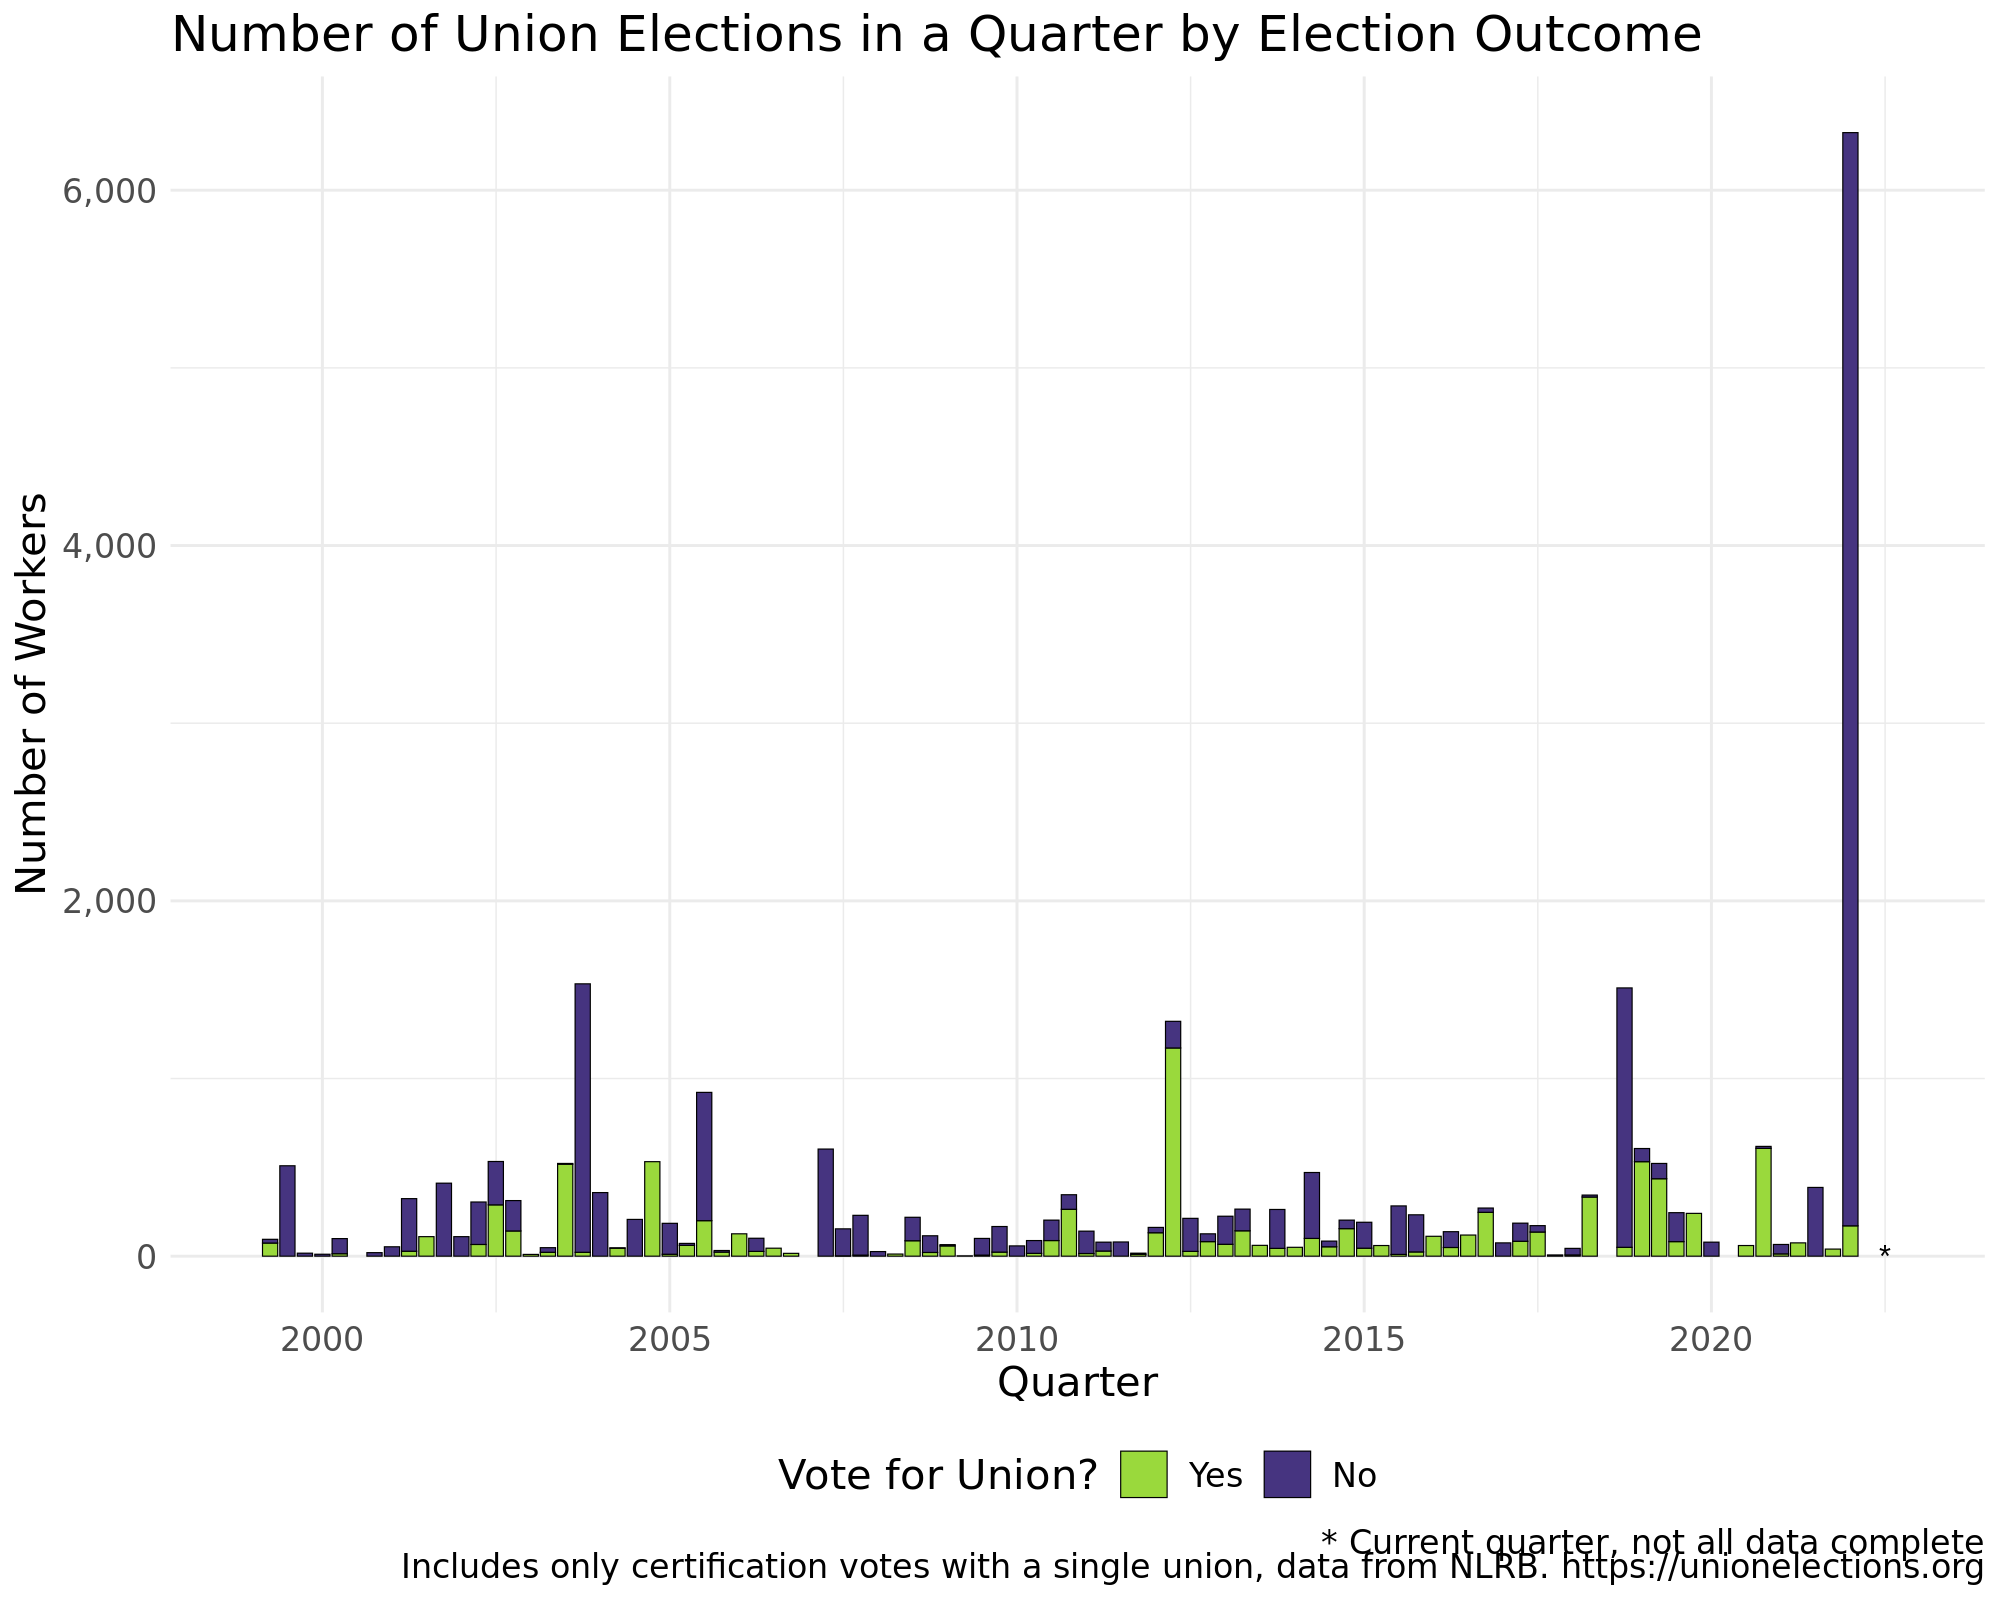 Number of Union Elections in a Quarter by Election Outcome
Number of Workers
6,000
4,000
2,000
0
*
2000
2005
2010
2015
2020
Quarter
Vote for Union?
Yes
No
* Current quarter, not all data complete
Includes only certification votes with a single union, data from NLRB. https://unionelections.org